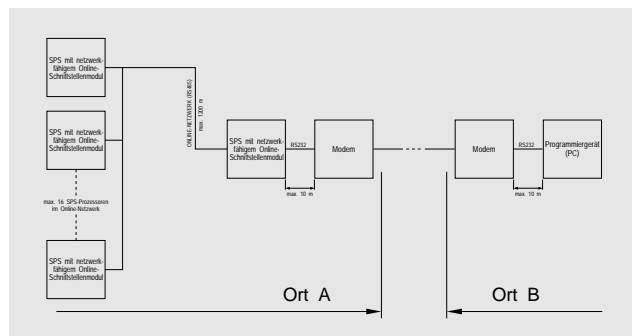 SPS mit netzwerk-
fähigem Online-
Schnittstellenmodul
SPS mit netzwerk-
fähigem Online-
Schnittstellenmodul
max. 16 SPS-Prozessoren
im Online-Netzwerk
SPS mit netzwerk-
fähigem Online-
Schnittstellenmodul
ONLINE-NETZWERK (RS485)
max. 1200 m
SPS mit netzwerk-
fähigem Online-
Schnittstellenmodul
RS232
max. 10 m
Modem
Modem
RS232
max. 10 m
Programmiergerät
(PC)
Ort A
Ort B